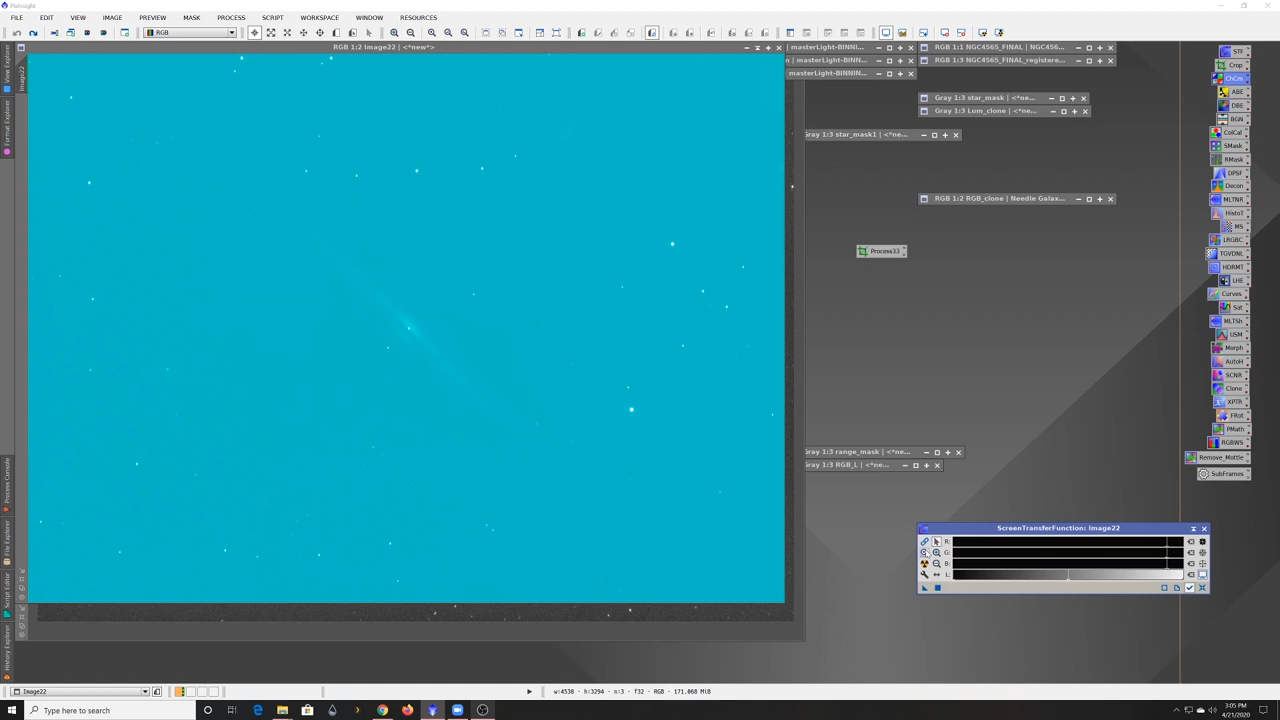 PixInsight
FILE EDIT VIEW IMAGE PREVIEW MASK PROCESS SCRIPT WORKSPACE WINDOW RESOURCES
RGB
RGB 1:2 Image22 | <*new*>
| masterLight-BINNIN...
n | masterLight-BINNI...
masterLight-BINNIN...
RGB 1:1 NGC4565_FINAL | NGC456...
RGB 1:3 NGC4565_FINAL_registere...
Gray 1:3 star_mask | <*ne...
Gray 1:3 Lum_clone | <*ne...
Gray 1:3 star_mask1 | <*ne...
RGB 1:2 RGB_clone | Needle Galax...
Process33
Gray 1:3 range_mask | <*ne...
Gray 1:3 RGB_L | <*ne...
View Explorer
Format Explorer
Process Console
File Explorer
Script Editor
History Explorer
Image22
STF
Crop
ChCm
ABE
DBE
BGN
ColCal
SMask
RMask
DPSF
Decon
MLTNR
HistoT
MS
LRGBC
TGVDNL
HDRMT
LHE
Curves
Sat
MLTSh
USM
Morph
AutoH
SCNR
Clone
XPTR
FRot
PMath
RGBWS
Remove_Mottle
SubFrames
ScreenTransferFunction: Image22
R:
G:
B:
L:
Image22
w:4538 · h:3294 · n:3 · f32 · RGB · 171.068 MiB
Type here to search
3:05 PM
4/21/2020